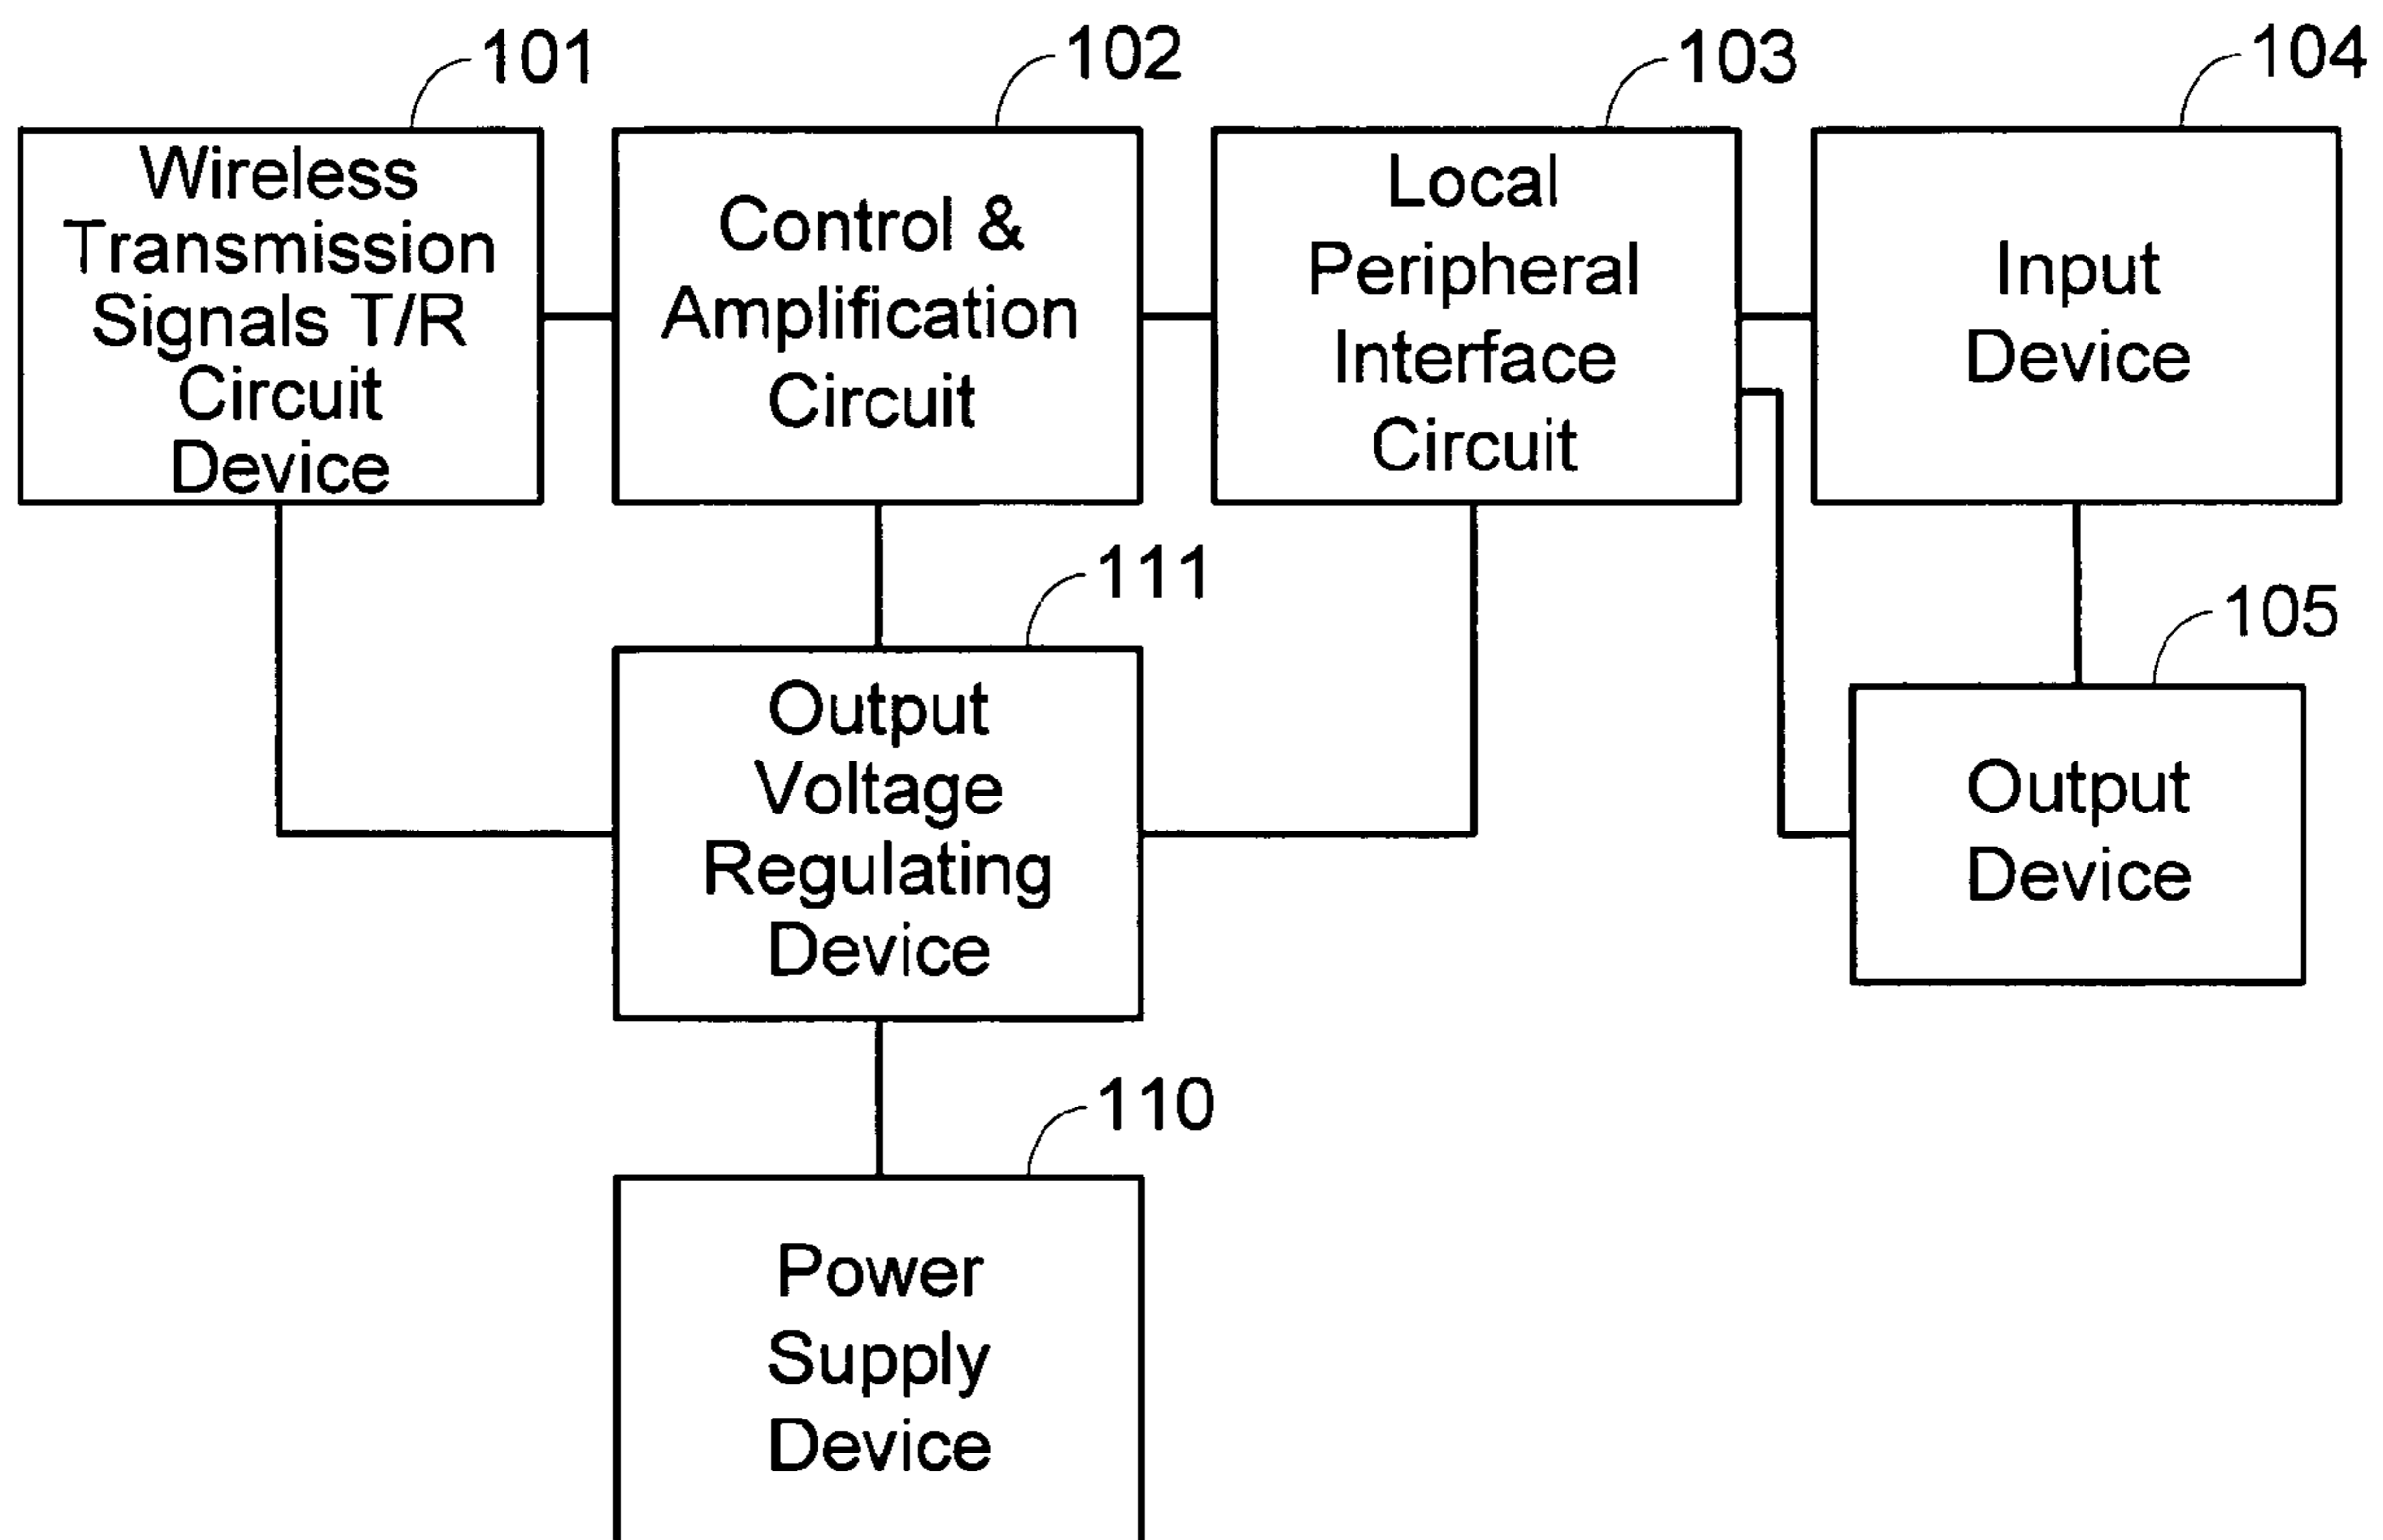 101
102
103
104
Wireless
Transmission
Signals T/R
Circuit
Device
Control &
Amplification
Circuit
Local
Peripheral
Interface
Circuit
Input
Device
111
105
Output
Voltage
Regulating
Device
Output
Device
110
Power
Supply
Device